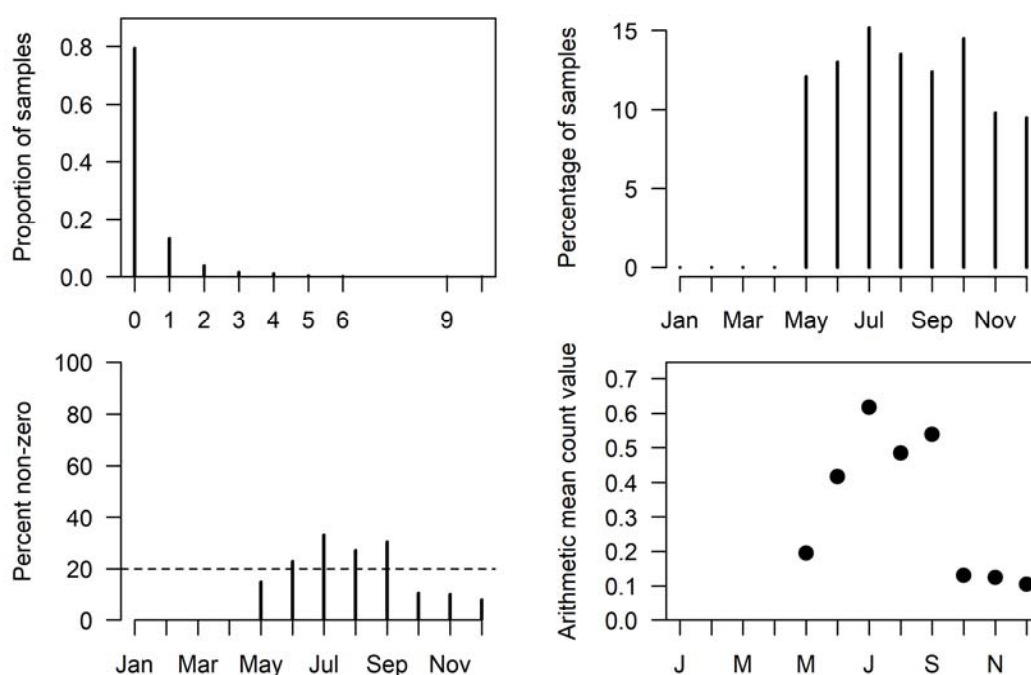 Proportion of samples
0.8
0.6
0.4
0.2
0.0
0 1 2 3 4 5 6 9
Percentage of samples
15
10
5
0
Jan Mar May Jul Sep Nov
Percent non-zero
100
80
60
40
20
0
Jan Mar May Jul Sep Nov
Arithmetic mean count value
0.7
0.6
0.5
0.4
0.3
0.2
0.1
0.0
J M M J S N